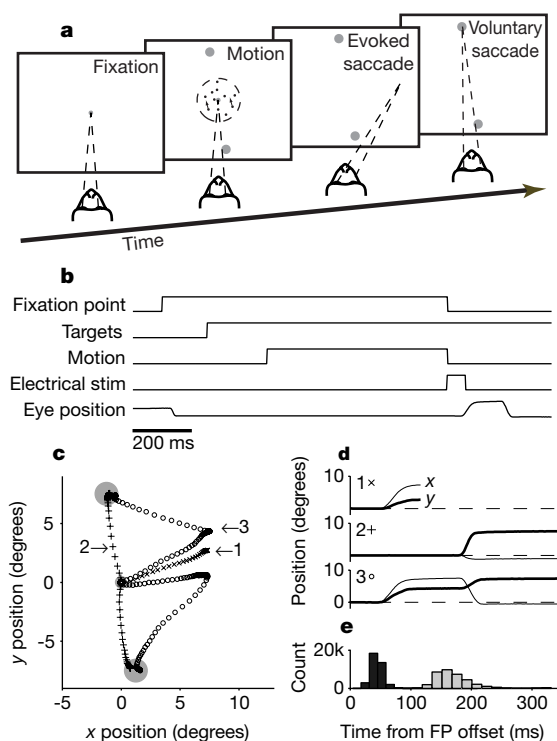 a
Fixation
Motion
Evoked
saccade
Voluntary
saccade
Time
b
Fixation point
Targets
Motion
Electrical stim
Eye position
200 ms
c
y position (degrees)
5
0
-5
-5 0 5 10
x position (degrees)
2→
←3
←1
d
Position (degrees)
10
0
1× x
y
10
0
2+
10
0
3°
e
Count
20k
0
0 100 200 300
Time from FP offset (ms)